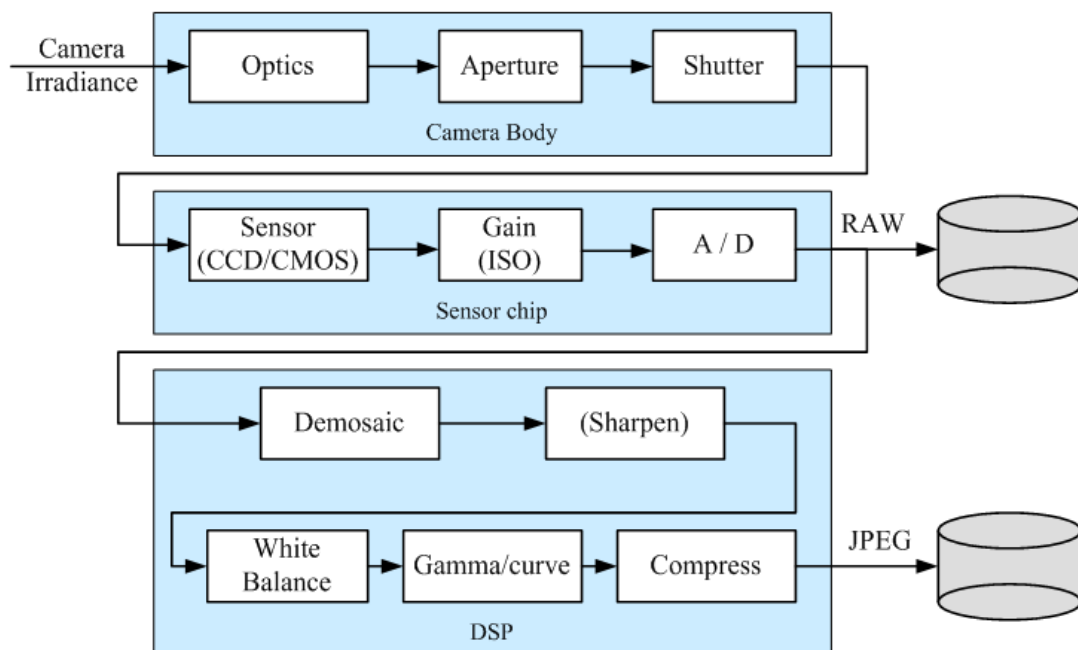 Camera
Irradiance
Optics
Aperture
Shutter
Camera Body
Sensor
(CCD/CMOS)
Gain
(ISO)
A / D
RAW
Sensor chip
Demosaic
(Sharpen)
White
Balance
Gamma/curve
Compress
JPEG
DSP